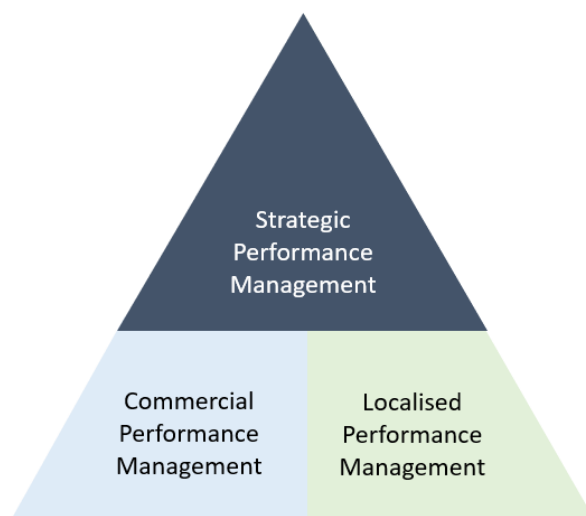 Strategic
Performance
Management
Commercial
Performance
Management
Localised
Performance
Management